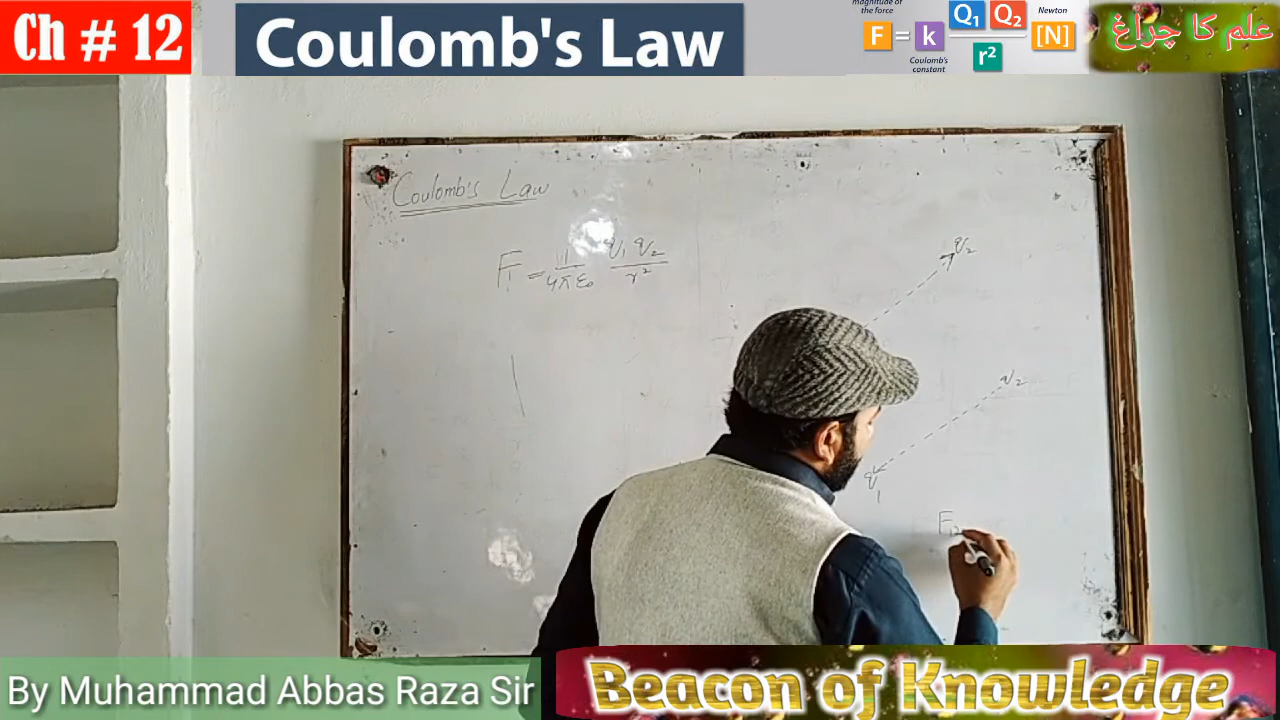 Ch # 12
Coulomb's Law
magnitude of
the force
F = k Q₁ Q₂ / r² [N]
Newton
Coulomb's
constant
علم کا چراغ
Coulomb's Law
F₁ = 1/4πε₀ q₁ q₂ / r²
q₂
q₂
q₁
F₁₂
By Muhammad Abbas Raza Sir
Beacon of Knowledge